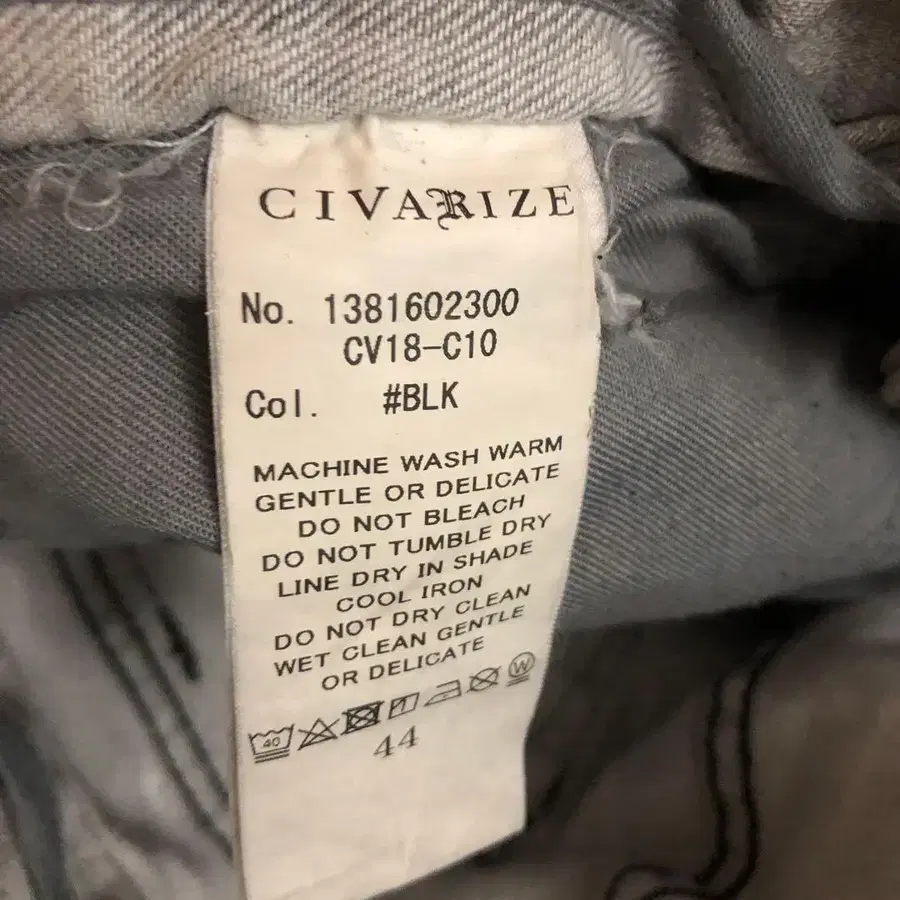 CIVARIZE
No. 1381602300
CV18-C10
Col. #BLK
MACHINE WASH WARM
GENTLE OR DELICATE
DO NOT BLEACH
DO NOT TUMBLE DRY
LINE DRY IN SHADE
COOL IRON
DO NOT DRY CLEAN
WET CLEAN GENTLE
OR DELICATE
40 W
44